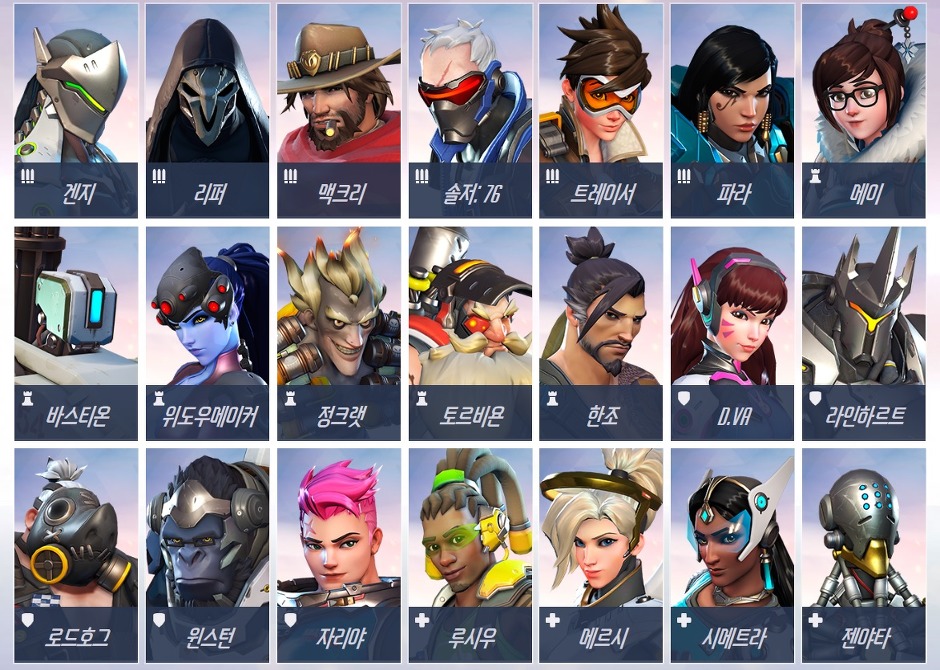 겐지
리퍼
맥크리
솔저: 76
트레이서
파라
메이
바스티온
위도우메이커
정크랫
토르비욘
한조
D.VA
라인하르트
로드호그
윈스턴
자리야
루시우
메르시
시메트라
젠야타